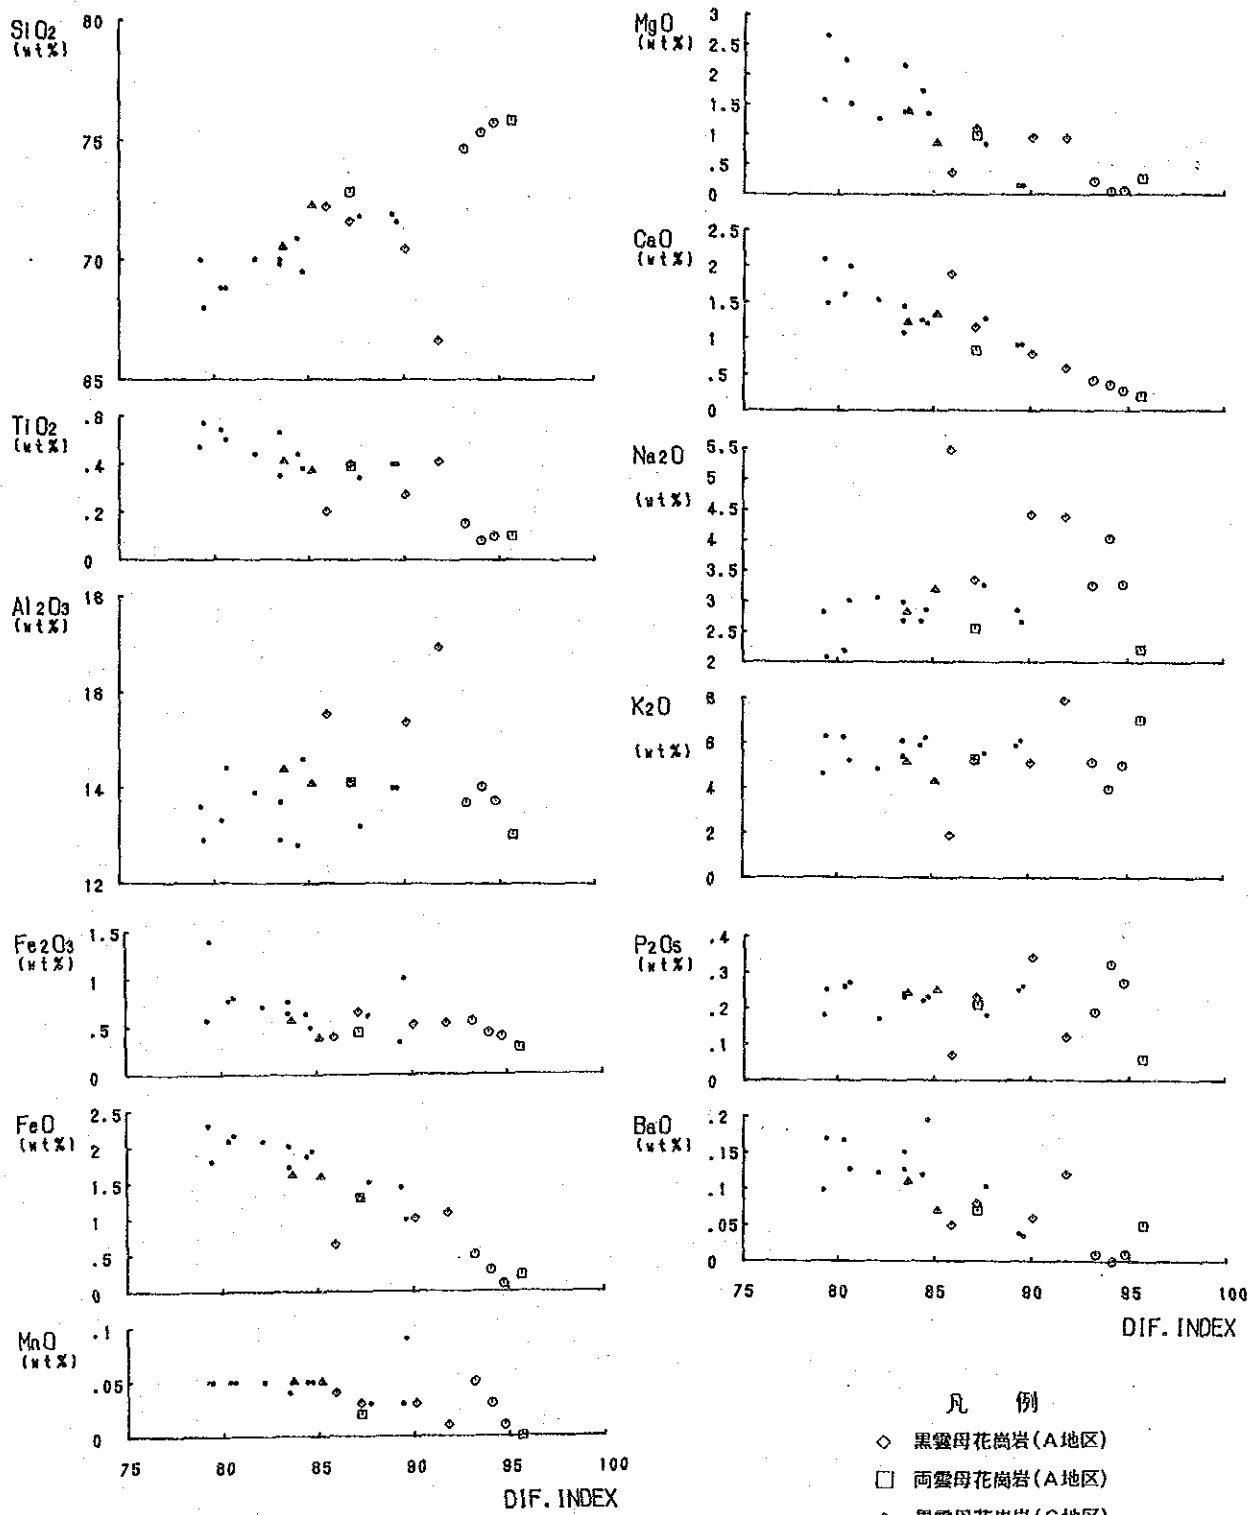 SiO2
(wt%)
80
75
70
65
TiO2
(wt%)
.8
.4
.2
0
Al2O3
(wt%)
18
16
14
12
Fe2O3
(wt%)
1.5
1
.5
0
FeO
(wt%)
2.5
2
1.5
1
.5
0
MnO
(wt%)
.1
.05
0
75 80 85 90 95 100
DIF. INDEX
MgO
(wt%)
3
2.5
2
1.5
1
.5
0
CaO
(wt%)
2.5
2
1.5
1
.5
0
Na2O
(wt%)
5.5
5
4.5
4
3.5
3
2.5
2
K2O
(wt%)
8
6
4
2
0
P2O5
(wt%)
.4
.3
.2
.1
0
BaO
(wt%)
.2
.15
.1
.05
0
75 80 85 90 95 100
DIF. INDEX
凡 例
◇ 黒雲母花崗岩(A地区)
□ 両雲母花崗岩(A地区)